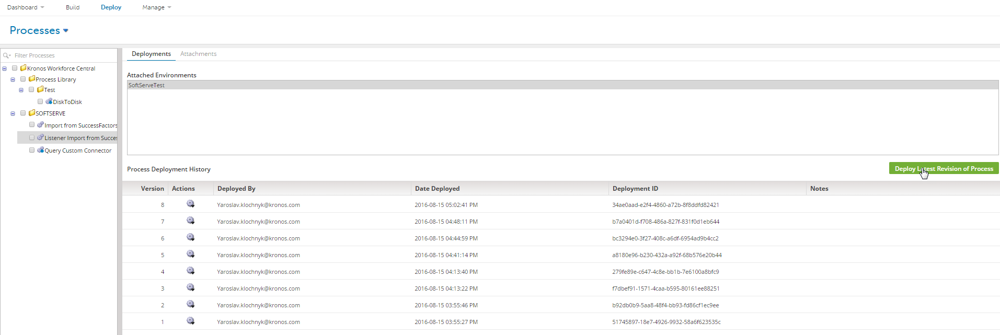 Dashboard Build Deploy Manage
Processes
Filter Processes
Kronos Workforce Central
Process Library
Test
DiskToDisk
SOFTSERVE
Import from SuccessFactors
Listener Import from Succes
Query Custom Connector
Deployments Attachments
Attached Environments
SoftServeTest
Process Deployment History
Deploy Latest Revision of Process
Version Actions Deployed By Date Deployed Deployment ID Notes
8 Yaroslav.klochnyk@kronos.com 2016-08-15 05:02:41 PM 34ae0aad-e2f4-4860-a72b-8f8ddfd82421
7 Yaroslav.klochnyk@kronos.com 2016-08-15 04:48:11 PM b7a0401d-f708-486a-827f-831f0d1eb644
6 Yaroslav.klochnyk@kronos.com 2016-08-15 04:44:59 PM bc3294e0-3f27-408c-a6df-6954ad9b4cc2
5 Yaroslav.klochnyk@kronos.com 2016-08-15 04:41:14 PM a8180e96-b230-432a-a92f-68b576e20b44
4 Yaroslav.klochnyk@kronos.com 2016-08-15 04:13:40 PM 279fe89e-c647-4c8e-bb1b-7e6100a8bfc9
3 Yaroslav.klochnyk@kronos.com 2016-08-15 04:13:22 PM f7dbef91-1571-4caa-b595-80161ee88251
2 Yaroslav.klochnyk@kronos.com 2016-08-15 03:55:46 PM b92db0b9-5aa8-48f4-bb93-fd86cf1ec9ee
1 Yaroslav.klochnyk@kronos.com 2016-08-15 03:55:27 PM 51745897-18e7-4926-9932-58a6f623535c